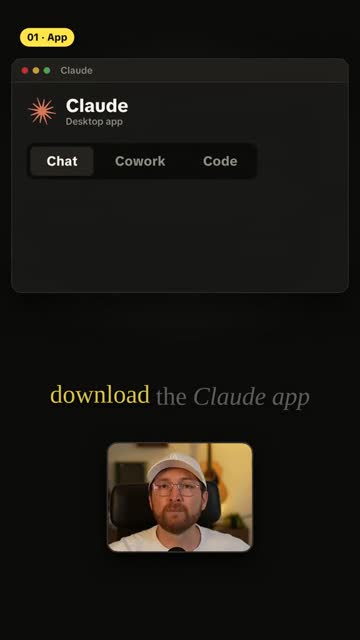 01 · App
Claude
Claude
Desktop app
Chat Cowork Code
download the Claude app